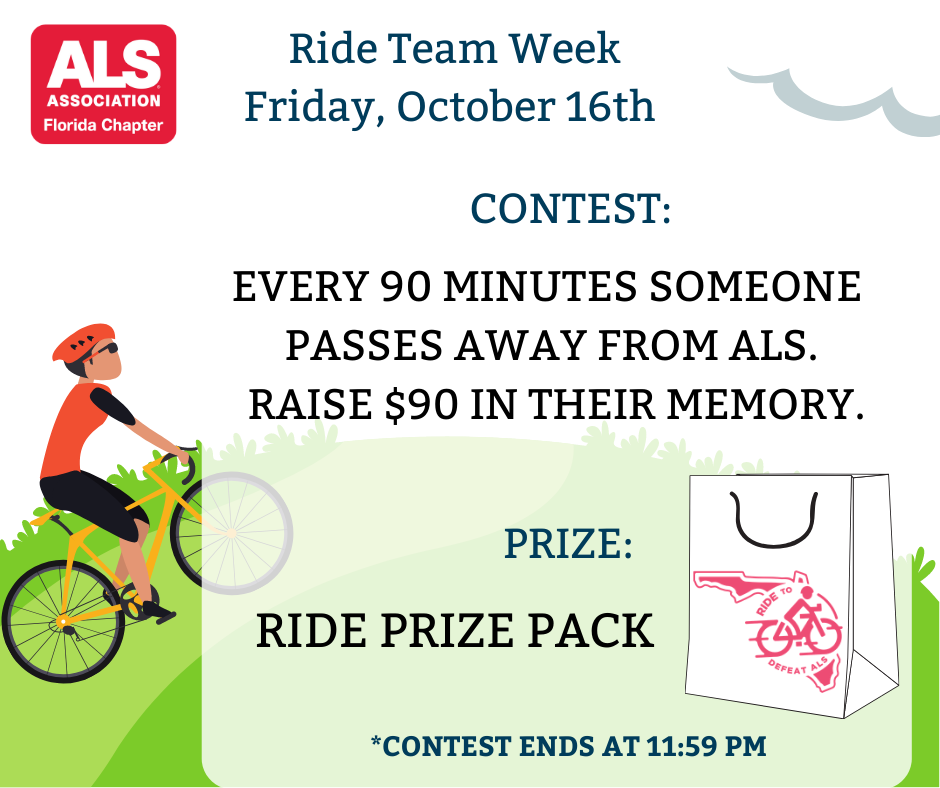 ALS
ASSOCIATION
Florida Chapter
Ride Team Week
Friday, October 16th
CONTEST:
EVERY 90 MINUTES SOMEONE
PASSES AWAY FROM ALS.
RAISE $90 IN THEIR MEMORY.
PRIZE:
RIDE PRIZE PACK
RIDE TO
DEFEAT ALS
*CONTEST ENDS AT 11:59 PM